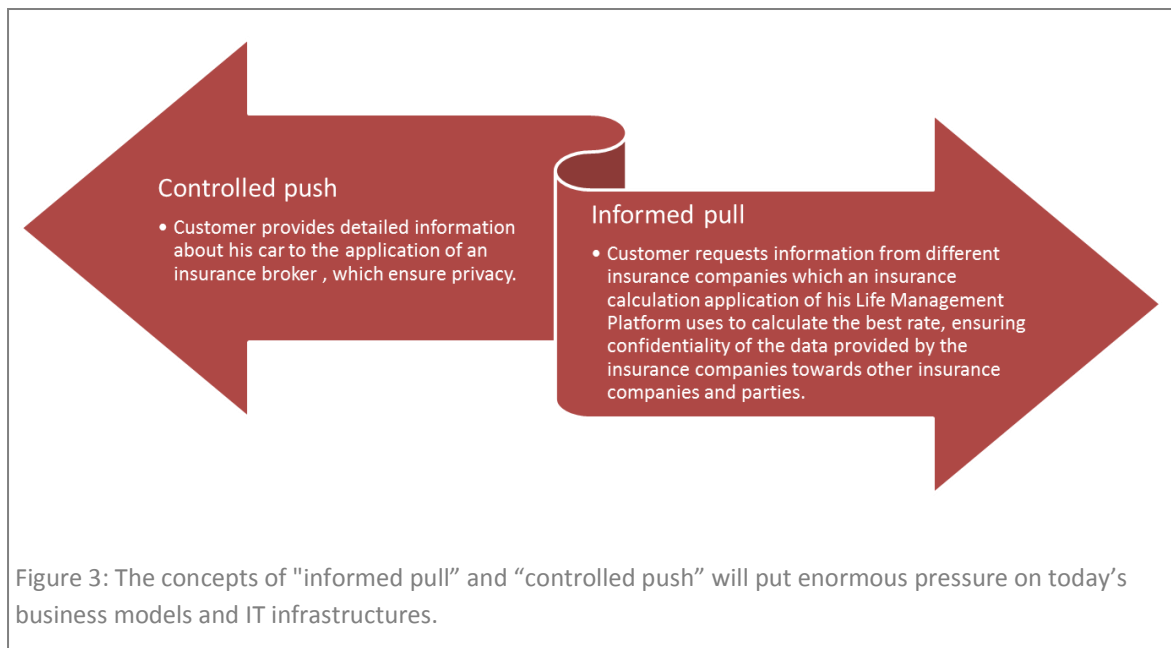 Controlled push
• Customer provides detailed information
about his car to the application of an
insurance broker , which ensure privacy.
Informed pull
• Customer requests information from different
insurance companies which an insurance
calculation application of his Life Management
Platform uses to calculate the best rate, ensuring
confidentiality of the data provided by the
insurance companies towards other insurance
companies and parties.
Figure 3: The concepts of "informed pull” and “controlled push” will put enormous pressure on today’s
business models and IT infrastructures.